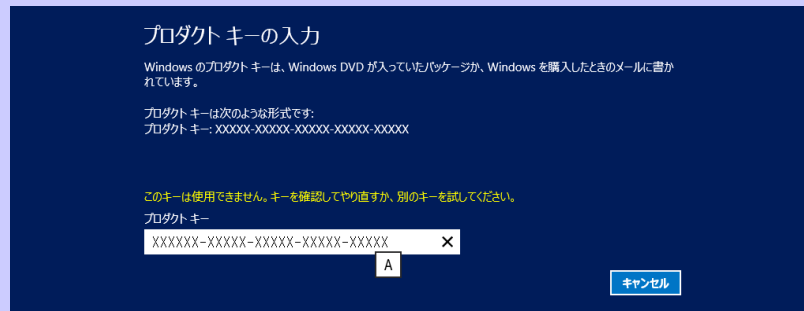 プロダクト キーの入力
Windows のプロダクト キーは、Windows DVD が入っていたパッケージか、Windows を購入したときのメールに書か
れています。
プロダクト キーは次のような形式です:
プロダクト キー: XXXXX-XXXXX-XXXXX-XXXXX-XXXXX
このキーは使用できません。キーを確認してやり直すか、別のキーを試してください。
プロダクト キー
XXXXXX-XXXXX-XXXXX-XXXXX-XXXXX
A
キャンセル